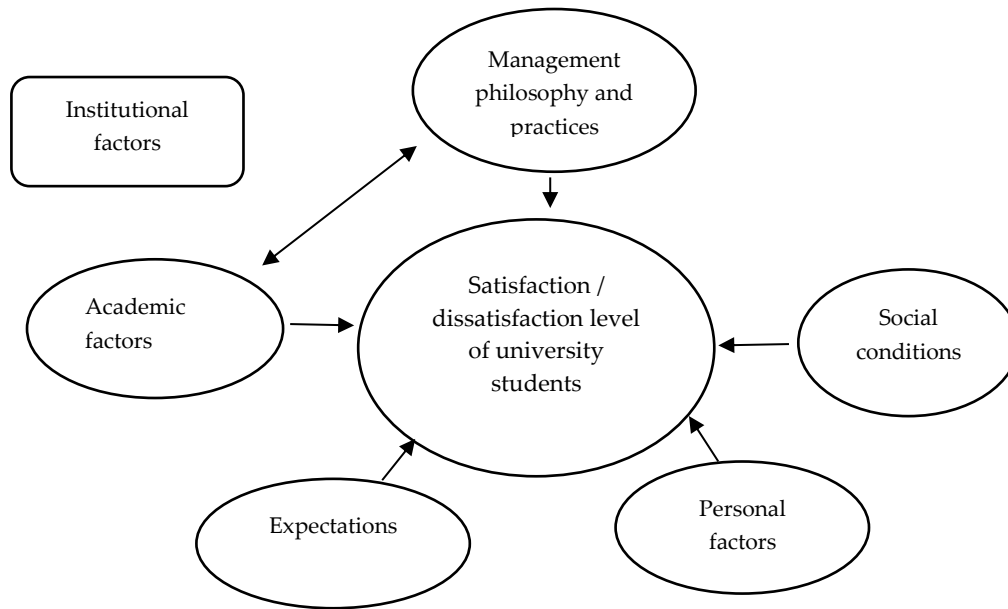 Management
philosophy and
practices
Institutional
factors
Satisfaction /
dissatisfaction level
of university
students
Academic
factors
Social
conditions
Expectations
Personal
factors